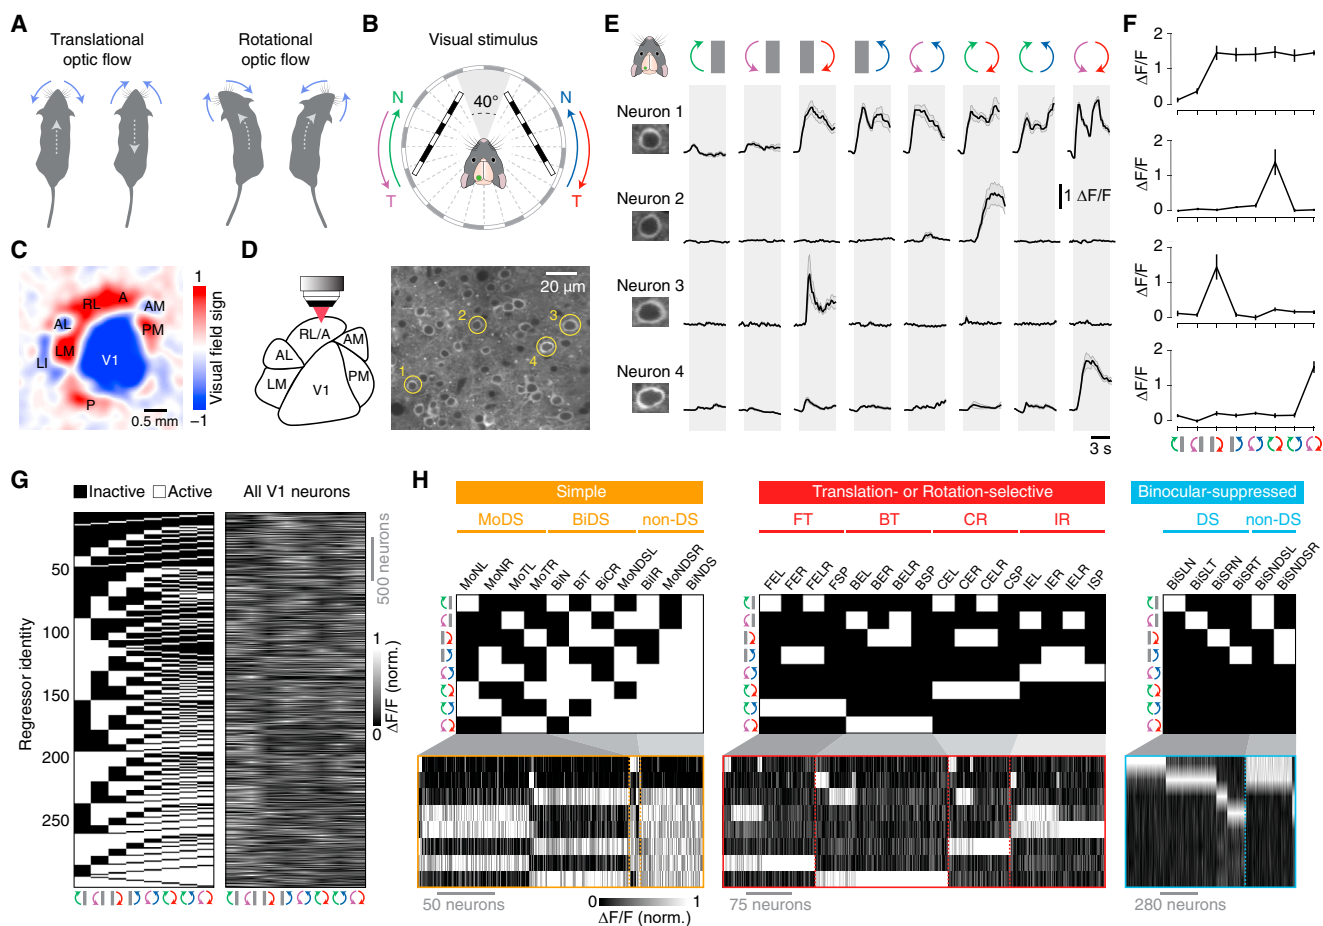 A
Translational
optic flow
Rotational
optic flow
B
Visual stimulus
40°
N
T
N
T
C
RL
A
AL
AM
LM
PM
LI
V1
P
0.5 mm
1
Visual field sign
−1
D
RL/A
AL
AM
LM
PM
V1
20 µm
1
2
3
4
E
Neuron 1
Neuron 2
Neuron 3
Neuron 4
1 ΔF/F
3 s
F
ΔF/F
2
1
0
ΔF/F
2
1
0
ΔF/F
2
1
0
ΔF/F
2
1
0
G
Inactive
Active
All V1 neurons
Regressor identity
50
100
150
200
250
500 neurons
1
0
ΔF/F (norm.)
H
Simple
MoDS
BiDS
non-DS
MoNL
MoNR
MoTL
MoTR
BiN
BiT
BiCR
MoNDSL
BiIR
MoNDSR
BiNDS
50 neurons
0
1
ΔF/F (norm.)
Translation- or Rotation-selective
FT
BT
CR
IR
FEL
FER
FELR
FSP
BEL
BER
BELR
BSP
CEL
CER
CELR
CSP
IEL
IER
IELR
ISP
75 neurons
Binocular-suppressed
DS
non-DS
BiSLN
BiSLT
BiSRN
BiSRT
BiSNDSL
BiSNDSR
280 neurons